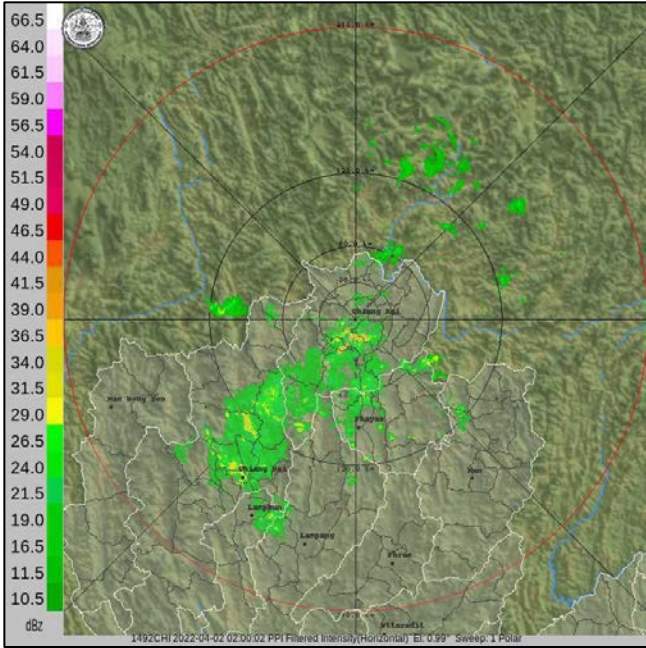 66.5
64.0
61.5
59.0
56.5
54.0
51.5
49.0
46.5
44.0
41.5
39.0
36.5
34.0
31.5
29.0
26.5
24.0
21.5
19.0
16.5
11.5
10.5
dBz
Chiang Rai
Mae Hong Son
Phayao
Chiang Mai
Nan
Lamphun
Lampang
Phrae
Uttaradit
1492CHI 2022-04-02 02:00:02 PPI Filtered Intensity(Horizontal) El: 0.99° Sweep: 1 Polar